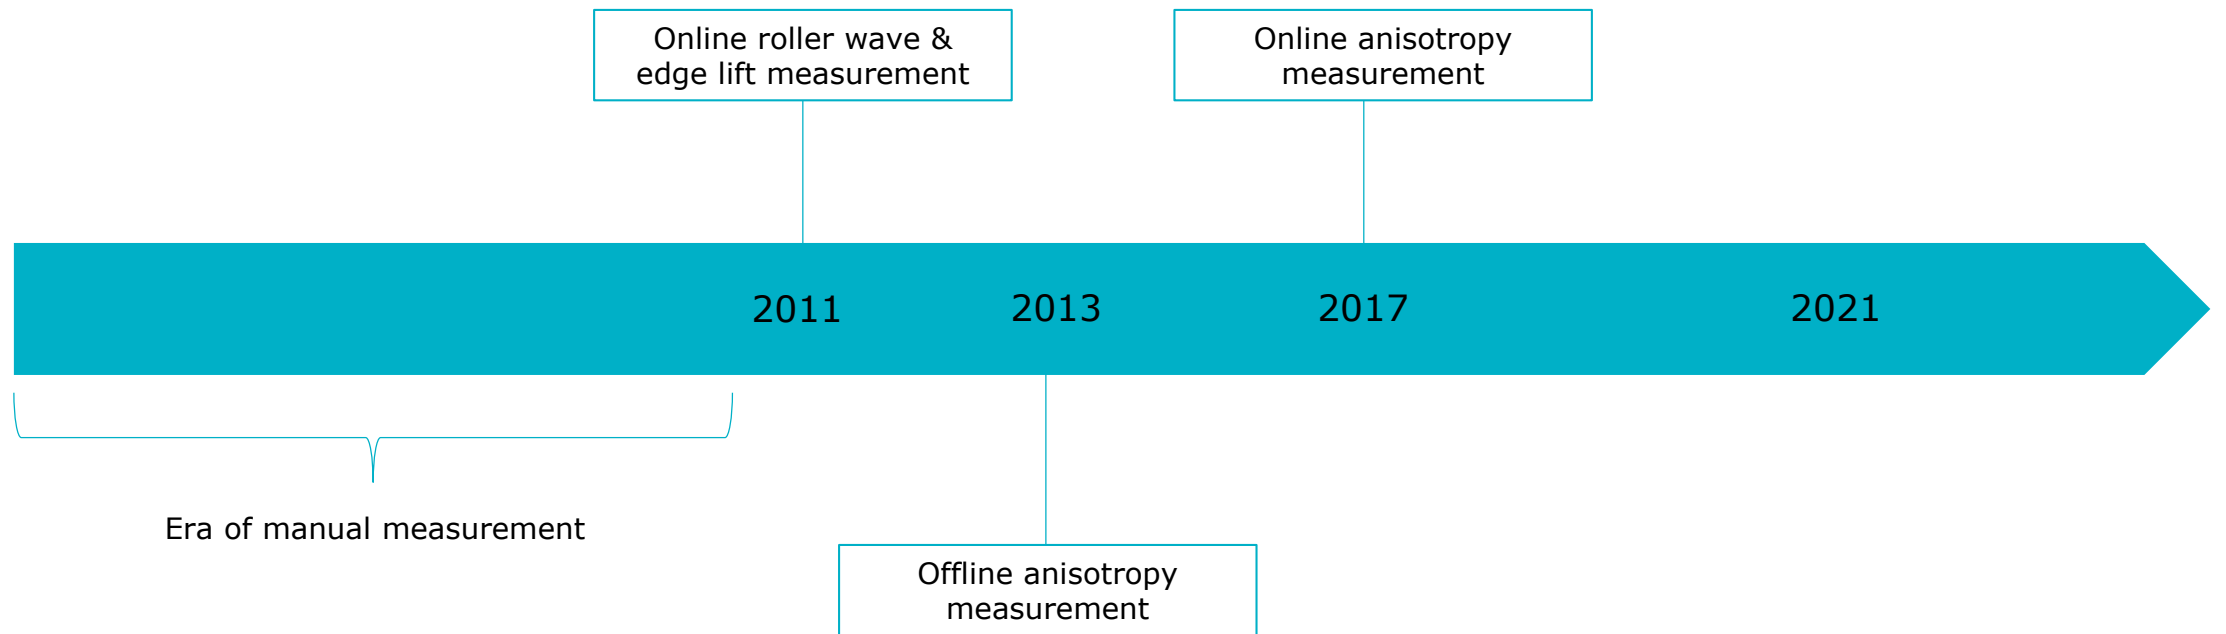 Online roller wave &
edge lift measurement
Online anisotropy
measurement
2011
2013
2017
2021
Era of manual measurement
Offline anisotropy
measurement